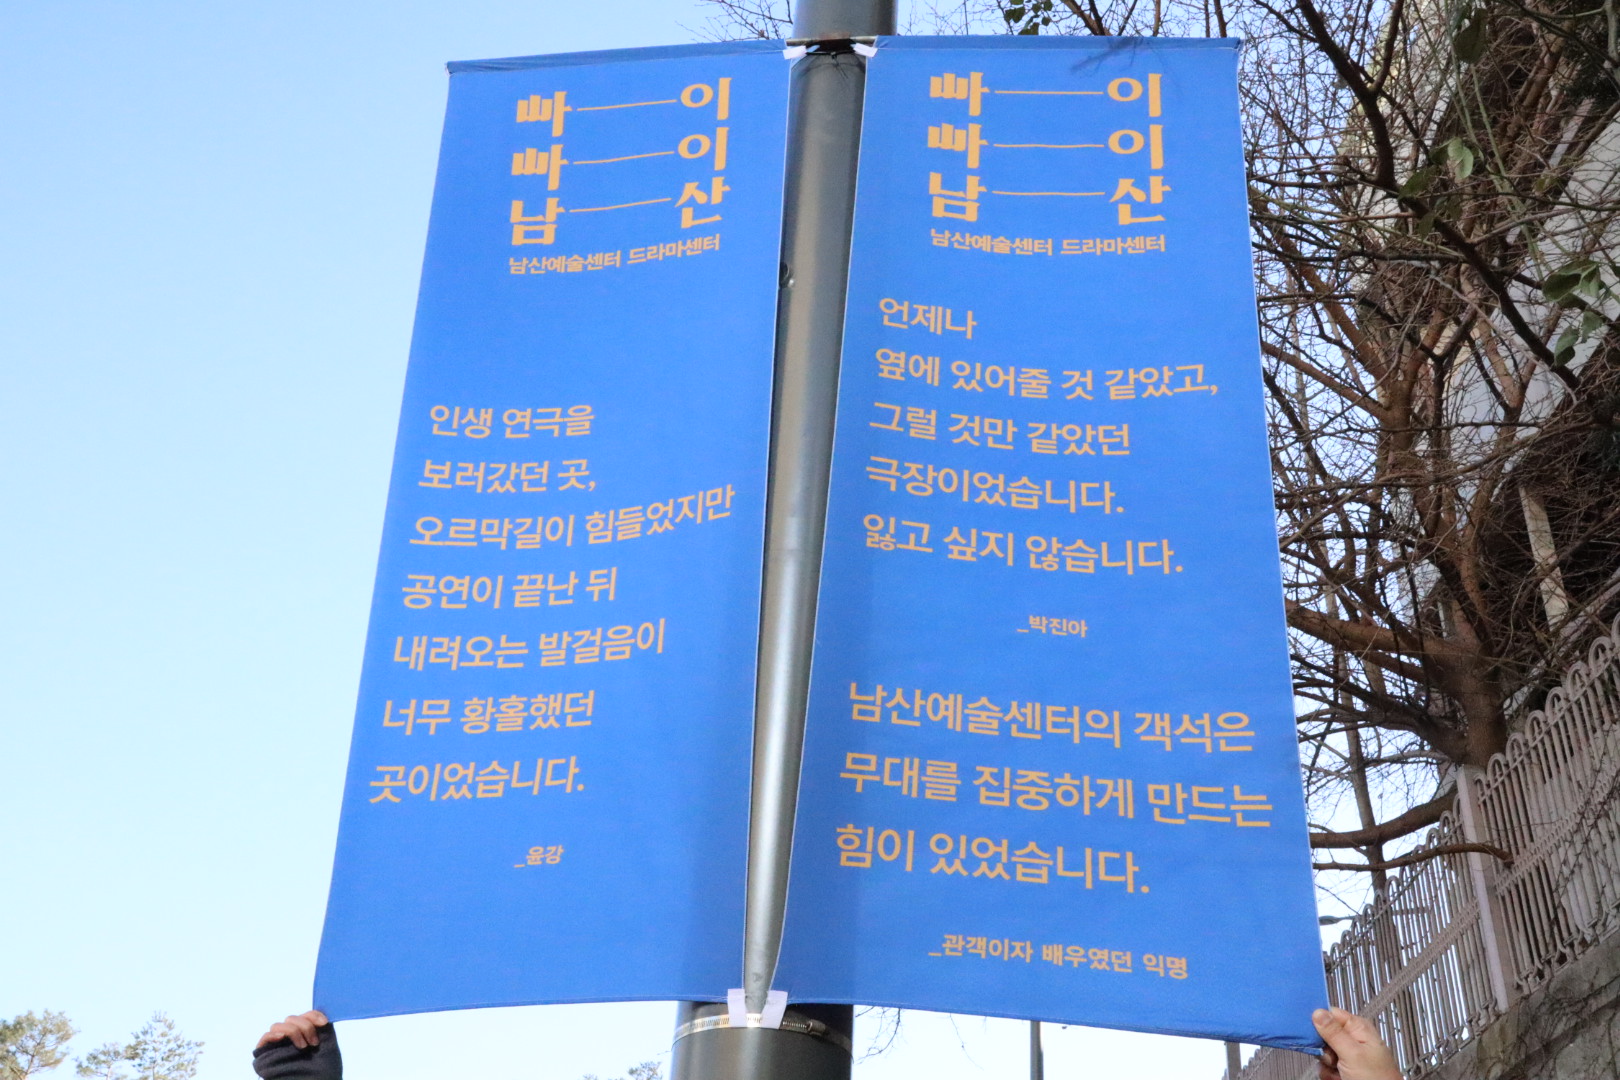 빠——이
빠——이
남——산
남산예술센터 드라마센터
인생 연극을
보러갔던 곳,
오르막길이 힘들었지만
공연이 끝난 뒤
내려오는 발걸음이
너무 황홀했던
곳이었습니다.
_윤강
빠——이
빠——이
남——산
남산예술센터 드라마센터
언제나
옆에 있어줄 것 같았고,
그럴 것만 같았던
극장이었습니다.
잃고 싶지 않습니다.
_박진아
남산예술센터의 객석은
무대를 집중하게 만드는
힘이 있었습니다.
_관객이자 배우였던 익명